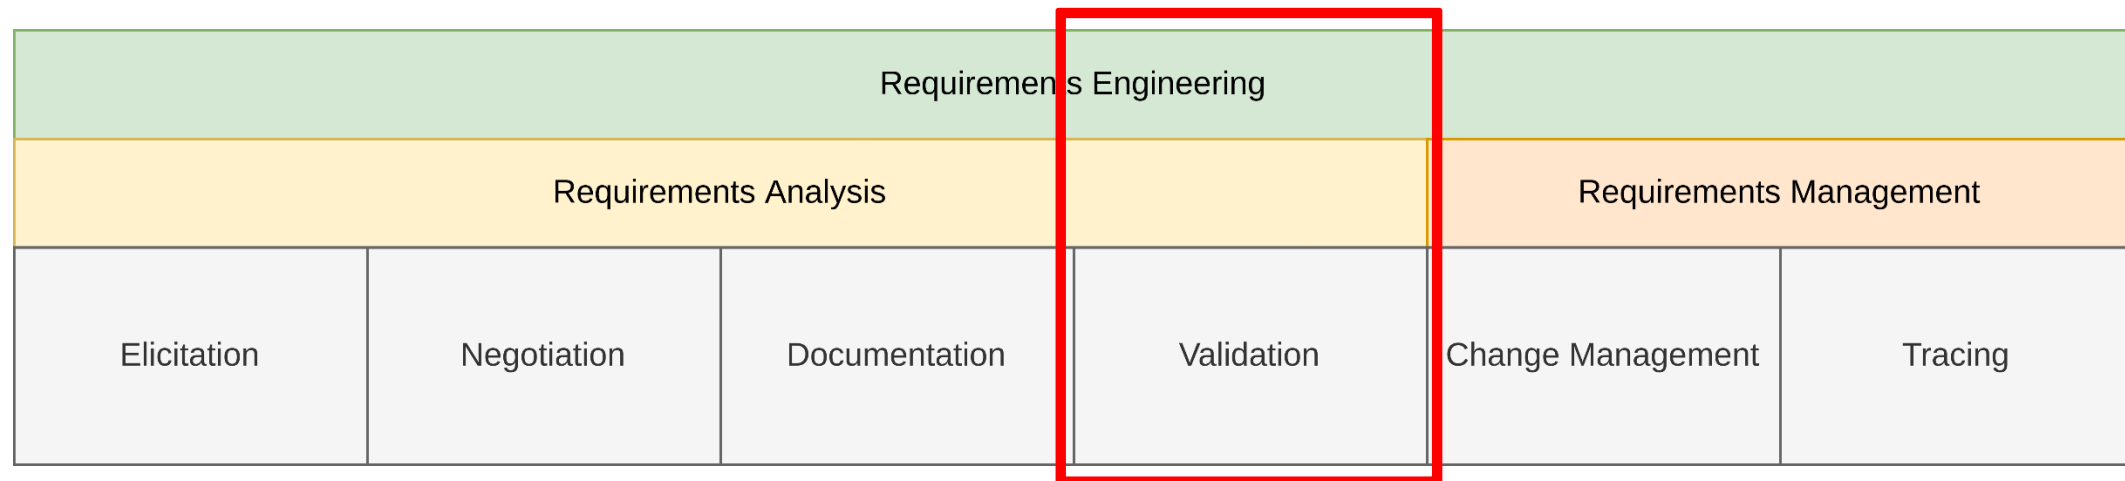 Requirements Engineering
Requirements Analysis
Requirements Management
Elicitation
Negotiation
Documentation
Validation
Change Management
Tracing